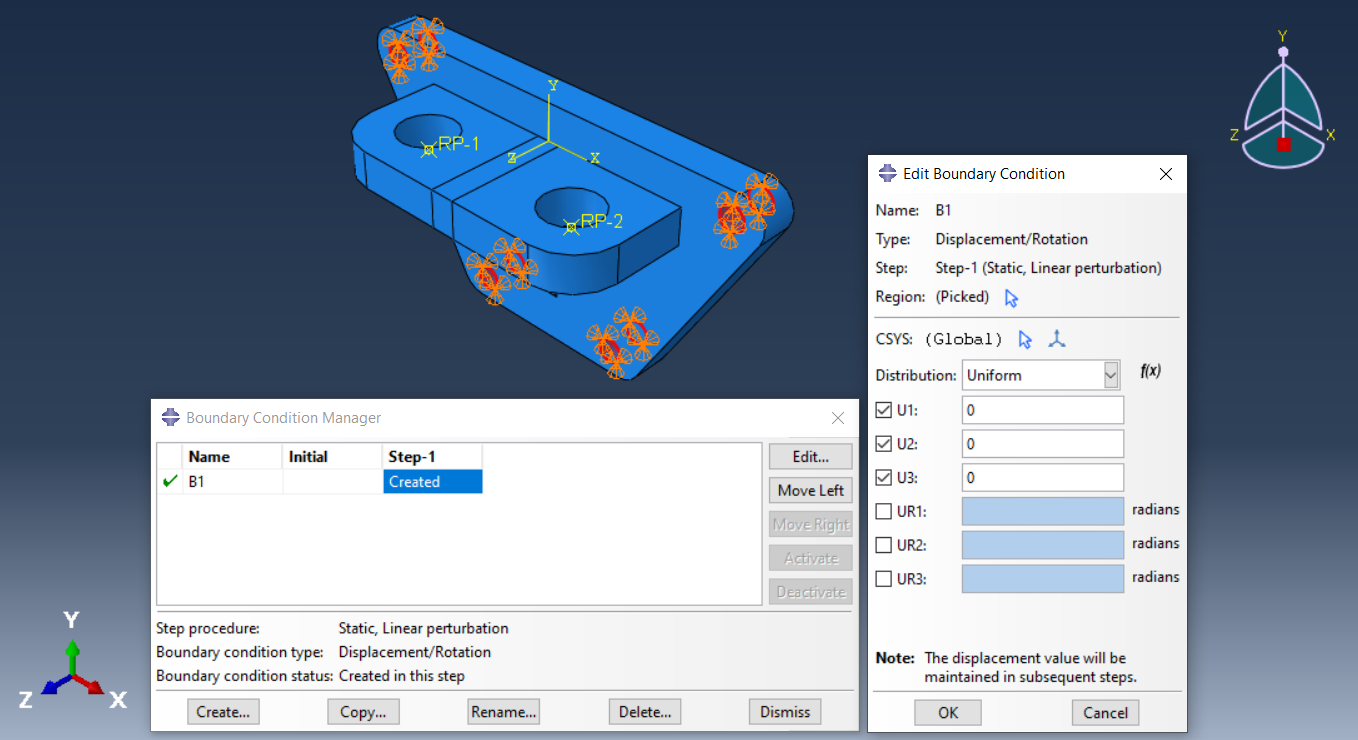 Y
RP-1
Z
X
RP-2
Y
Z
X
Edit Boundary Condition
Name: B1
Type: Displacement/Rotation
Step: Step-1 (Static, Linear perturbation)
Region: (Picked)
CSYS: (Global)
Distribution: Uniform f(x)
U1: 0
U2: 0
U3: 0
UR1: radians
UR2: radians
UR3: radians
Note: The displacement value will be
maintained in subsequent steps.
OK Cancel
Boundary Condition Manager
Name Initial Step-1
B1 Created
Edit...
Move Left
Move Right
Activate
Deactivate
Step procedure: Static, Linear perturbation
Boundary condition type: Displacement/Rotation
Boundary condition status: Created in this step
Create... Copy... Rename... Delete... Dismiss
Y
Z
X